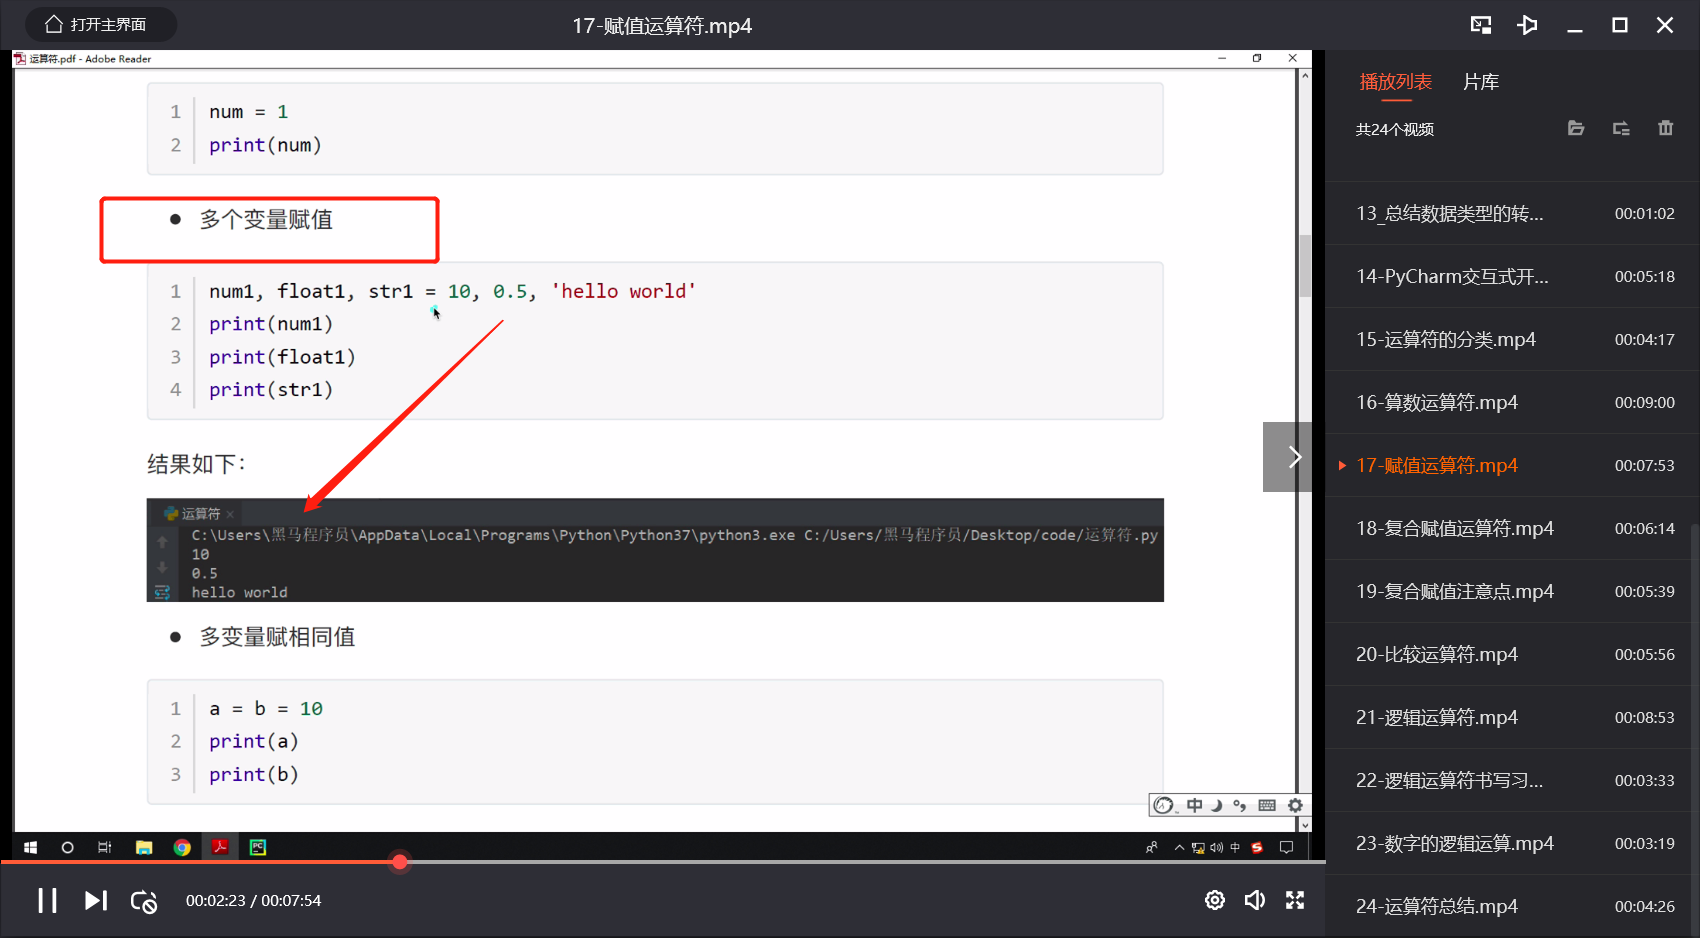 打开主界面
17-赋值运算符.mp4
运算符.pdf - Adobe Reader
1 num = 1
2 print(num)
● 多个变量赋值
1 num1, float1, str1 = 10, 0.5, 'hello world'
2 print(num1)
3 print(float1)
4 print(str1)
结果如下：
运算符 ×
C:\Users\黑马程序员\AppData\Local\Programs\Python\Python37\python3.exe C:/Users/黑马程序员/Desktop/code/运算符.py
10
0.5
hello world
● 多变量赋相同值
1 a = b = 10
2 print(a)
3 print(b)
中
中
00:02:23 / 00:07:54
播放列表 片库
共24个视频
13_总结数据类型的转... 00:01:02
14-PyCharm交互式开... 00:05:18
15-运算符的分类.mp4 00:04:17
16-算数运算符.mp4 00:09:00
17-赋值运算符.mp4 00:07:53
18-复合赋值运算符.mp4 00:06:14
19-复合赋值注意点.mp4 00:05:39
20-比较运算符.mp4 00:05:56
21-逻辑运算符.mp4 00:08:53
22-逻辑运算符书写习... 00:03:33
23-数字的逻辑运算.mp4 00:03:19
24-运算符总结.mp4 00:04:26